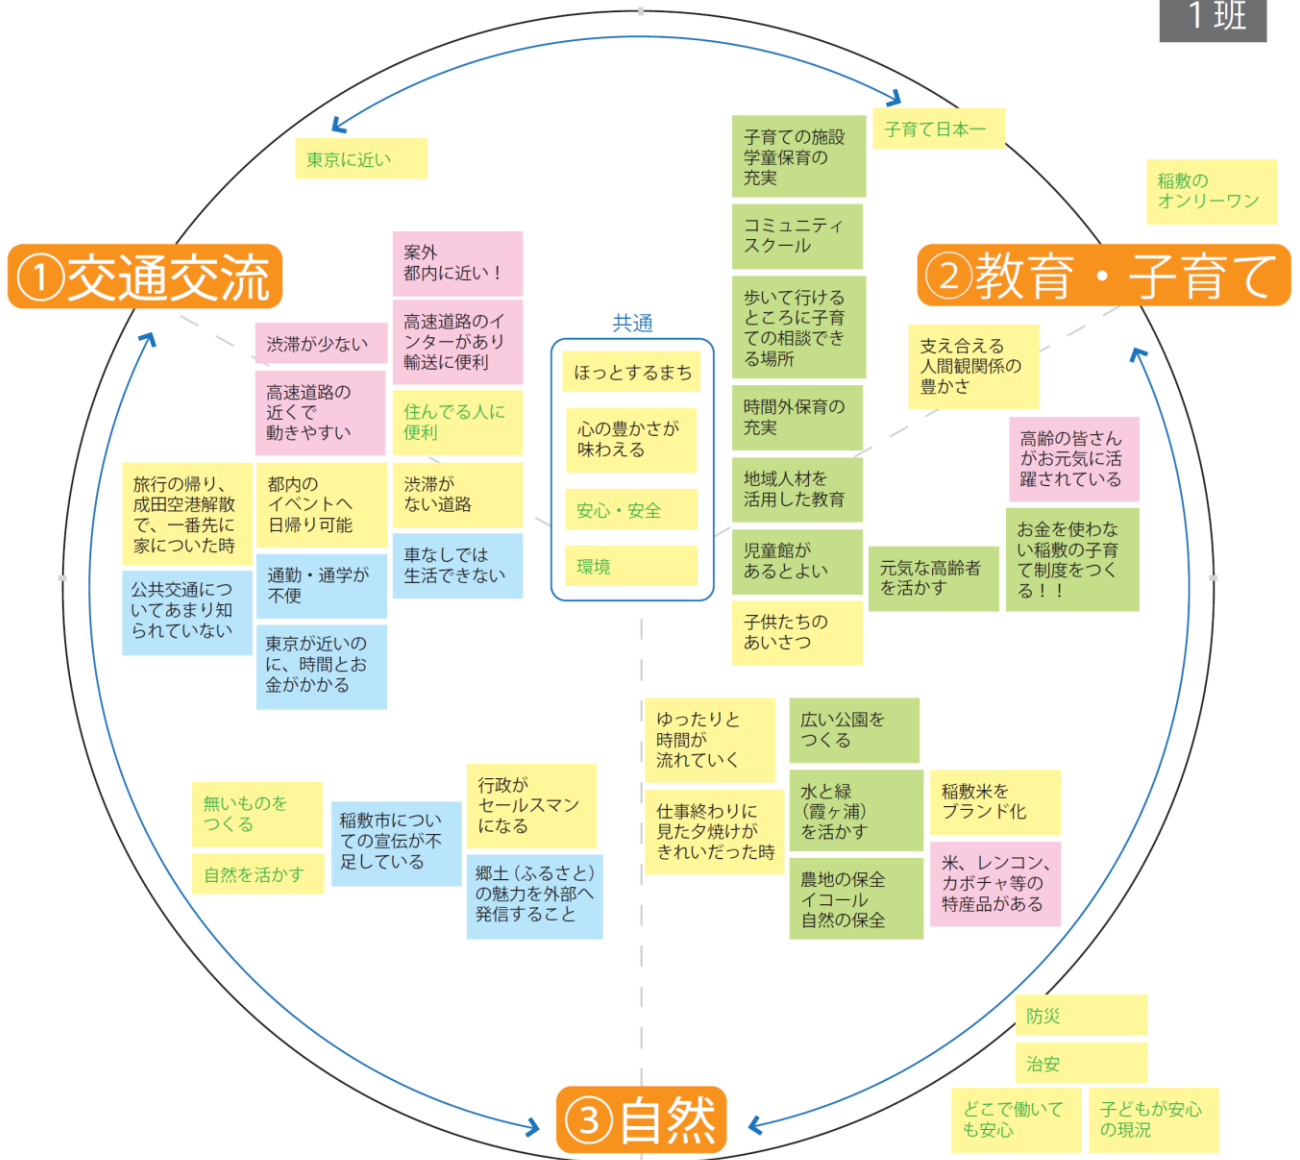 1班
東京に近い
子育て日本一
稲敷の
オンリーワン
①交通交流
②教育・子育て
案外
都内に近い！
高速道路のイ
ンターがあり
輸送に便利
渋滞が少ない
高速道路の
近くで
動きやすい
住んでる人に
便利
旅行の帰り、
成田空港解散
で、一番先に
家についた時
都内の
イベントへ
日帰り可能
渋滞が
ない道路
公共交通につ
いてあまり知
られていない
通勤・通学が
不便
車なしでは
生活できない
東京が近いの
に、時間とお
金がかかる
共通
ほっとするまち
心の豊かさが
味わえる
安心・安全
環境
子育ての施設
学童保育の
充実
コミュニティ
スクール
歩いて行ける
ところに子育
ての相談でき
る場所
時間外保育の
充実
地域人材を
活用した教育
児童館が
あるとよい
子供たちの
あいさつ
支え合える
人間観関係の
豊かさ
高齢の皆さん
がお元気に活
躍されている
元気な高齢者
を活かす
お金を使わな
い稲敷の子育
て制度をつく
る！！
無いものを
つくる
自然を活かす
稲敷市につい
ての宣伝が不
足している
行政が
セールスマン
になる
郷土（ふるさと）
の魅力を外部へ
発信すること
ゆったりと
時間が
流れていく
仕事終わりに
見た夕焼けが
きれいだった時
広い公園を
つくる
水と緑
（霞ヶ浦）
を活かす
農地の保全
イコール
自然の保全
稲敷米を
ブランド化
米、レンコン、
カボチャ等の
特産品がある
③自然
防災
治安
どこで働いて
も安心
子どもが安心
の現況